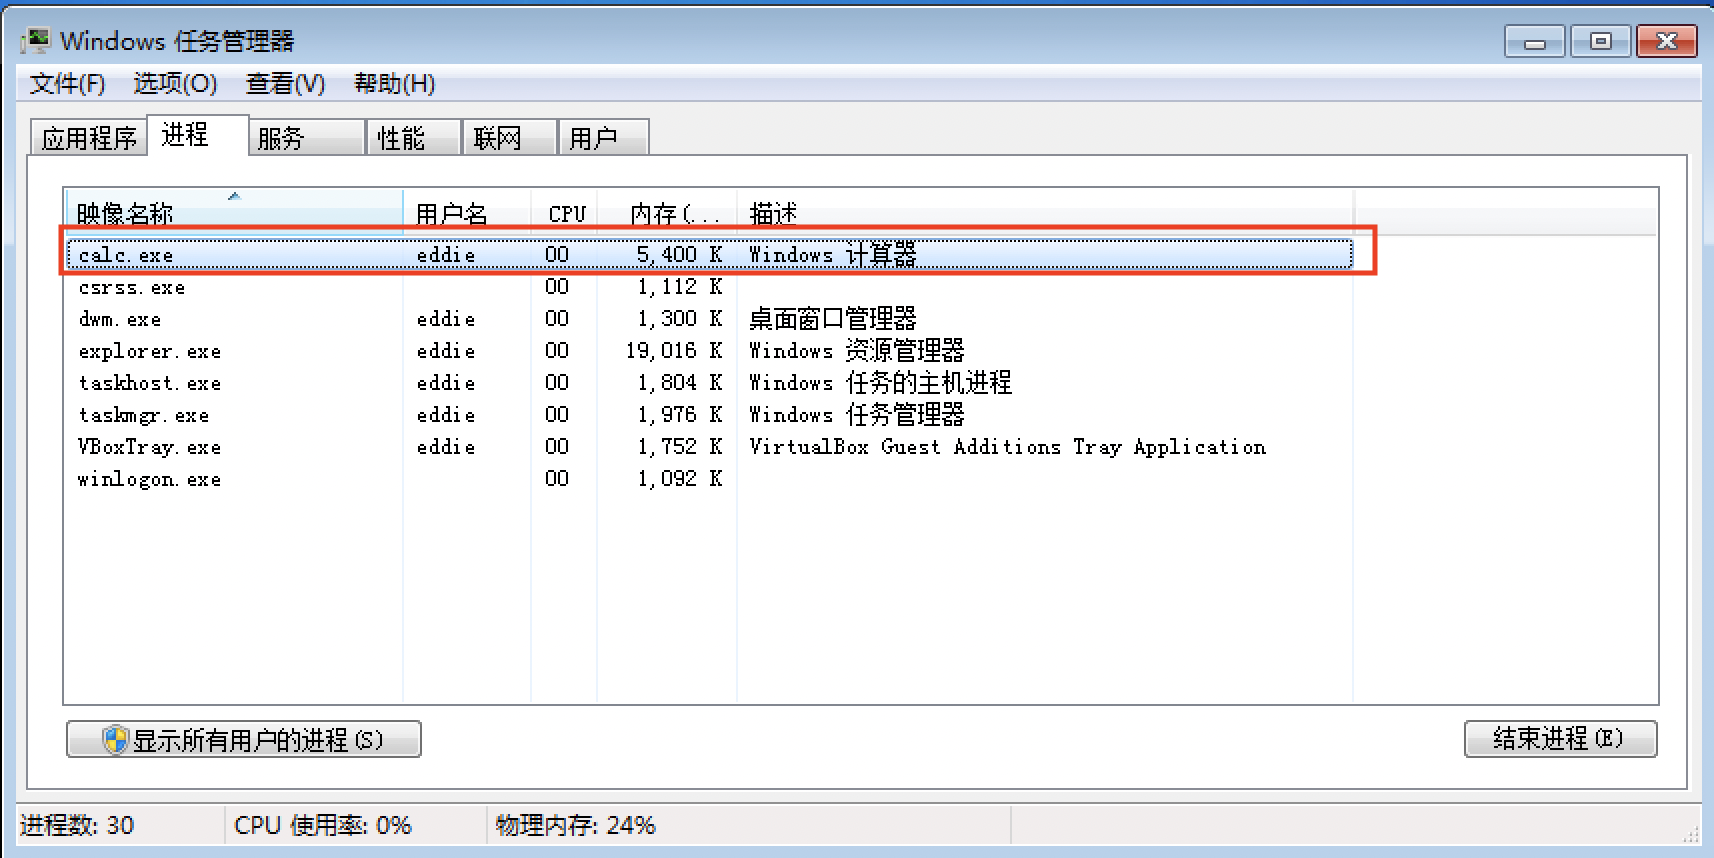 Windows 任务管理器
文件(F) 选项(O) 查看(V) 帮助(H)
应用程序 进程 服务 性能 联网 用户
映像名称 用户名 CPU 内存(... 描述
calc.exe eddie 00 5,400 K Windows 计算器
csrss.exe 00 1,112 K
dwm.exe eddie 00 1,300 K 桌面窗口管理器
explorer.exe eddie 00 19,016 K Windows 资源管理器
taskhost.exe eddie 00 1,804 K Windows 任务的主机进程
taskmgr.exe eddie 00 1,976 K Windows 任务管理器
VBoxTray.exe eddie 00 1,752 K VirtualBox Guest Additions Tray Application
winlogon.exe 00 1,092 K
显示所有用户的进程(S) 结束进程(E)
进程数: 30 CPU 使用率: 0% 物理内存: 24%